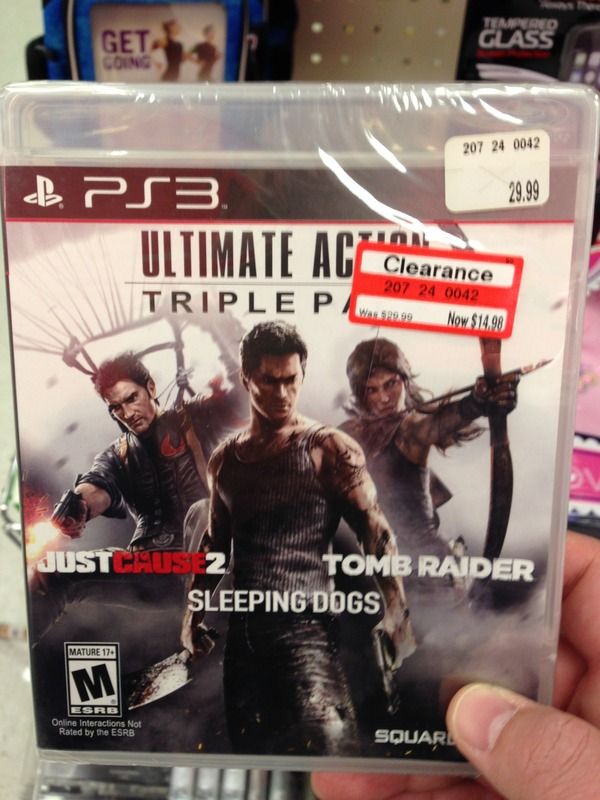 GET
GOING
TEMPERED
GLASS
207 24 0042
29.99
PS3
ULTIMATE AC
TRIPLE PA
Clearance
207 24 0042
Was $29.99
Now $14.98
JUST CAUSE 2
TOMB RAIDER
SLEEPING DOGS
MATURE 17+
M
ESRB
Online Interactions Not
Rated by the ESRB
SQUAR